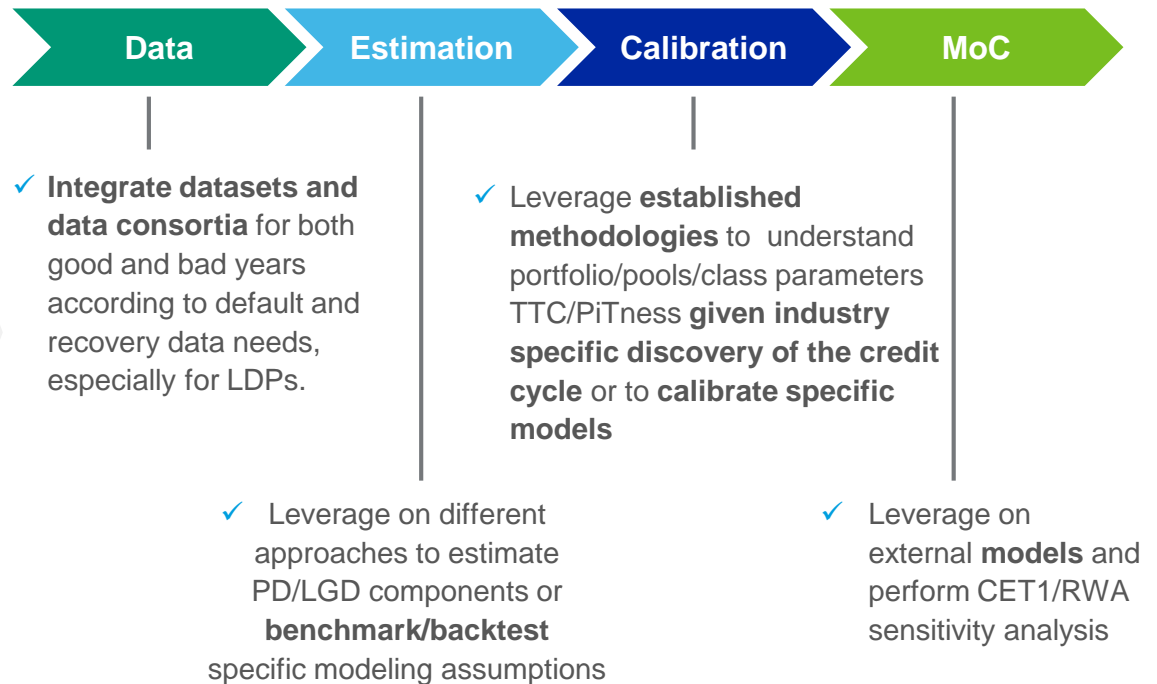 Data
Estimation
Calibration
MoC
✓ Integrate datasets and
data consortia for both
good and bad years
according to default and
recovery data needs,
especially for LDPs.
✓ Leverage established
methodologies to understand
portfolio/pools/class parameters
TTC/PiTness given industry
specific discovery of the credit
cycle or to calibrate specific
models
✓ Leverage on different
approaches to estimate
PD/LGD components or
benchmark/backtest
specific modeling assumptions
✓ Leverage on
external models and
perform CET1/RWA
sensitivity analysis